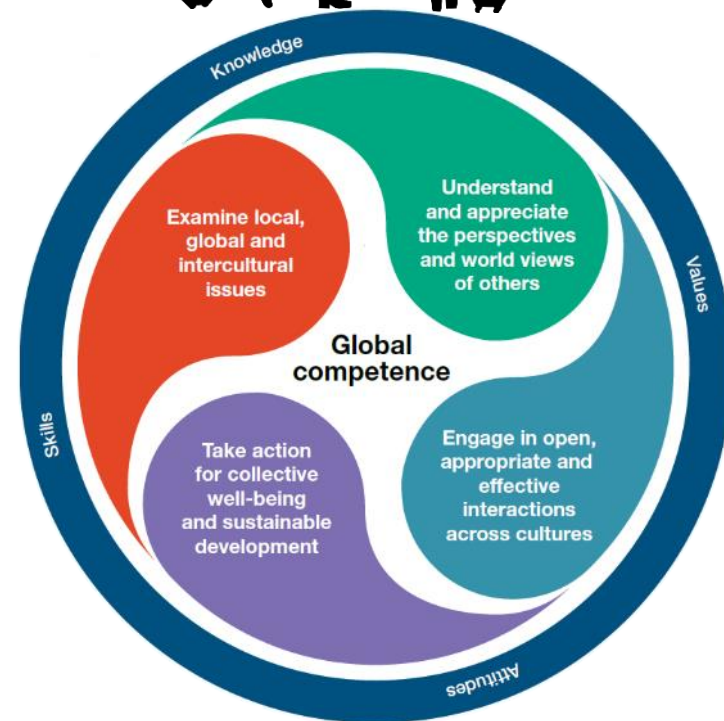 Knowledge
Examine local,
global and
intercultural
issues
Understand
and appreciate
the perspectives
and world views
of others
Values
Global
competence
Skills
Take action
for collective
well-being
and sustainable
development
Engage in open,
appropriate and
effective
interactions
across cultures
Attitudes